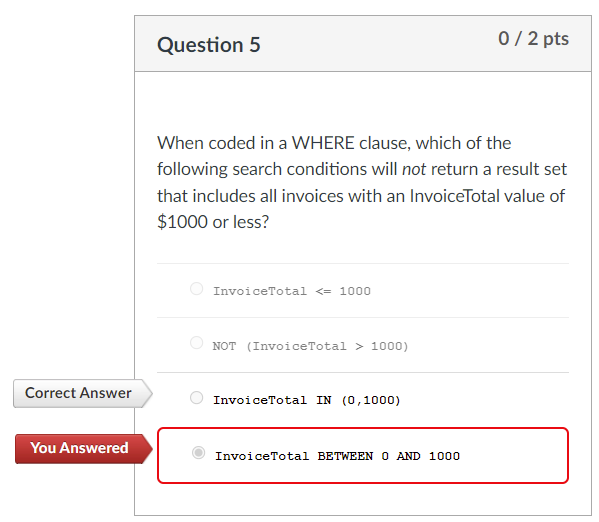 Question 5
0 / 2 pts
When coded in a WHERE clause, which of the
following search conditions will not return a result set
that includes all invoices with an InvoiceTotal value of
$1000 or less?
InvoiceTotal <= 1000
NOT (InvoiceTotal > 1000)
Correct Answer
InvoiceTotal IN (0,1000)
You Answered
InvoiceTotal BETWEEN 0 AND 1000